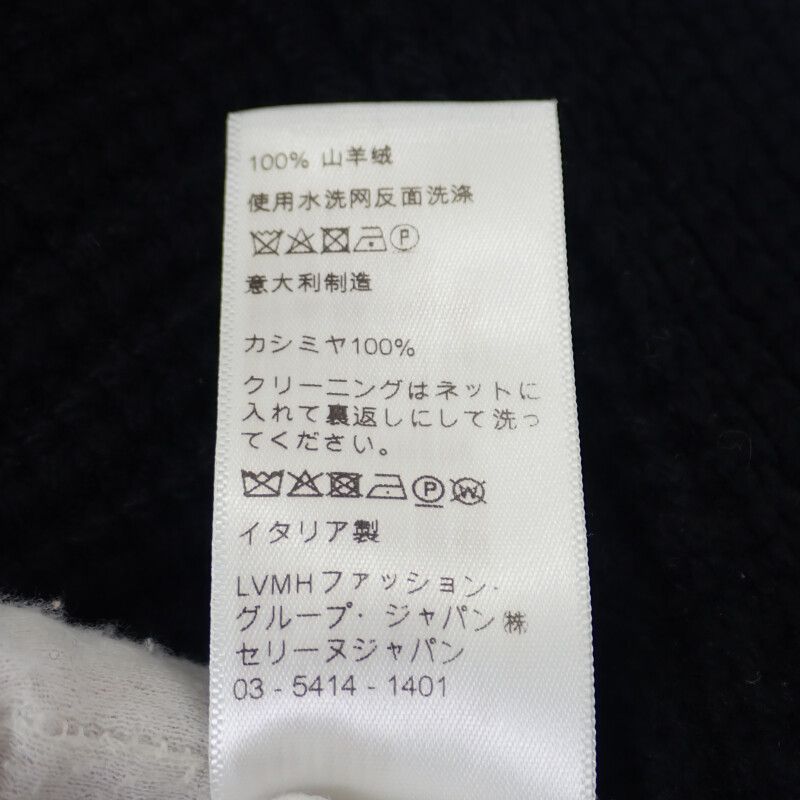 100% 山羊绒
使用水洗网反面洗涤
意大利制造
カシミヤ100%
クリーニングはネットに
入れて裏返しにして洗っ
てください。
イタリア製
LVMHファッション・
グループ・ジャパン㈱
セリーヌジャパン
03 - 5414 - 1401